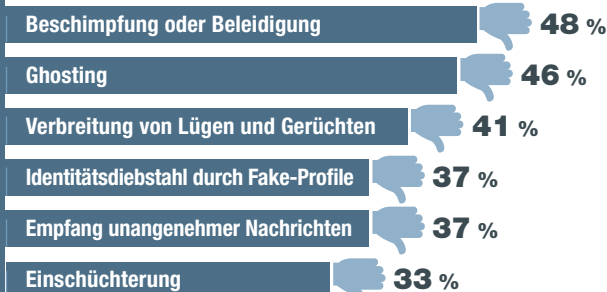 Beschimpfung oder Beleidigung 48 %
Ghosting 46 %
Verbreitung von Lügen und Gerüchten 41 %
Identitätsdiebstahl durch Fake-Profile 37 %
Empfang unangenehmer Nachrichten 37 %
Einschüchterung 33 %